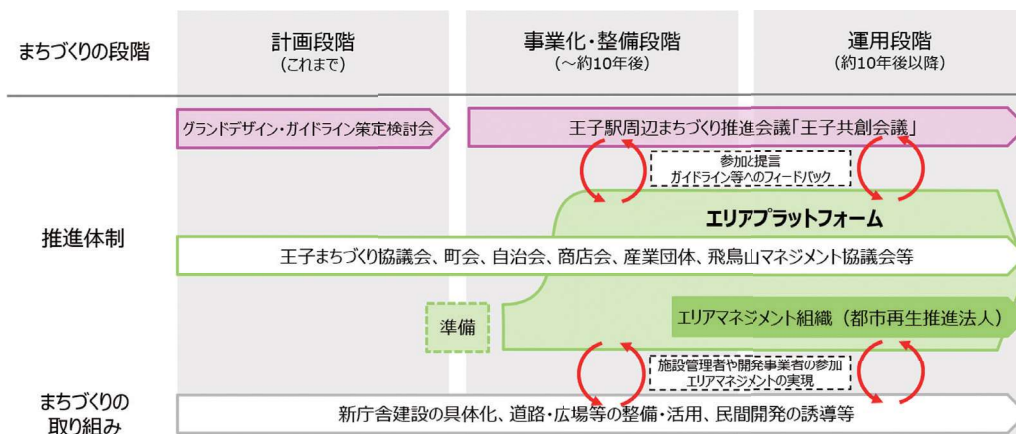 まちづくりの段階
計画段階
（これまで）
事業化・整備段階
（～約10年後）
運用段階
（約10年後以降）
グランドデザイン・ガイドライン策定検討会
王子駅周辺まちづくり推進会議「王子共創会議」
参加と提言
ガイドライン等へのフィードバック
エリアプラットフォーム
推進体制
王子まちづくり協議会、町会、自治会、商店会、産業団体、飛鳥山マネジメント協議会等
準備
エリアマネジメント組織（都市再生推進法人）
施設管理者や開発事業者の参加
エリアマネジメントの実現
まちづくりの
取り組み
新庁舎建設の具体化、道路・広場等の整備・活用、民間開発の誘導等